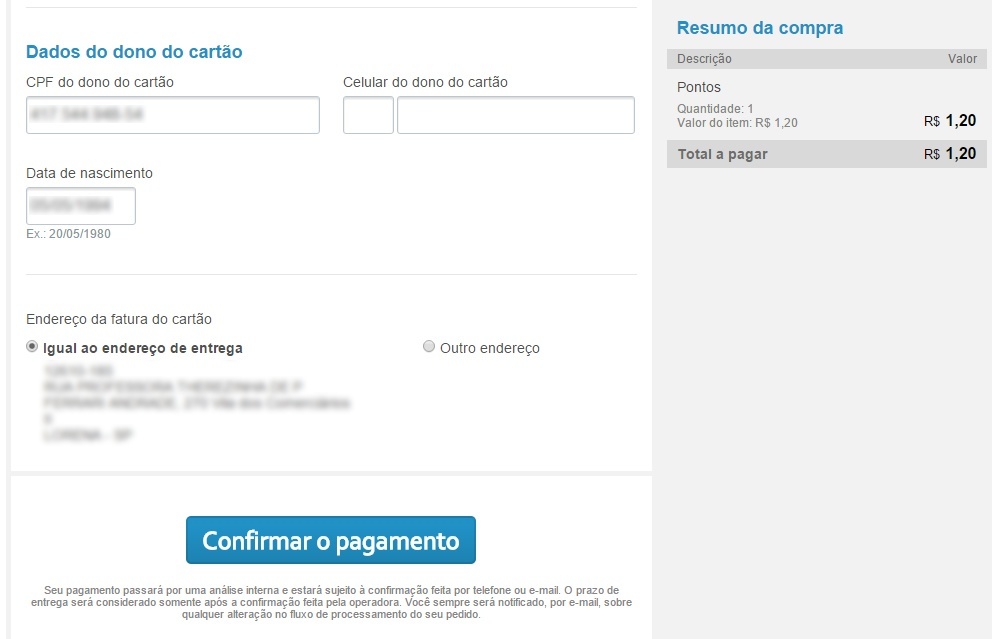 Dados do dono do cartão
CPF do dono do cartão
Celular do dono do cartão
Data de nascimento
Ex.: 20/05/1980
Endereço da fatura do cartão
Igual ao endereço de entrega
Outro endereço
Confirmar o pagamento
Seu pagamento passará por uma análise interna e estará sujeito à confirmação feita por telefone ou e-mail. O prazo de
entrega será considerado somente após a confirmação feita pela operadora. Você sempre será notificado, por e-mail, sobre
qualquer alteração no fluxo de processamento do seu pedido.
Resumo da compra
Descrição Valor
Pontos
Quantidade: 1
Valor do item: R$ 1,20
R$ 1,20
Total a pagar R$ 1,20